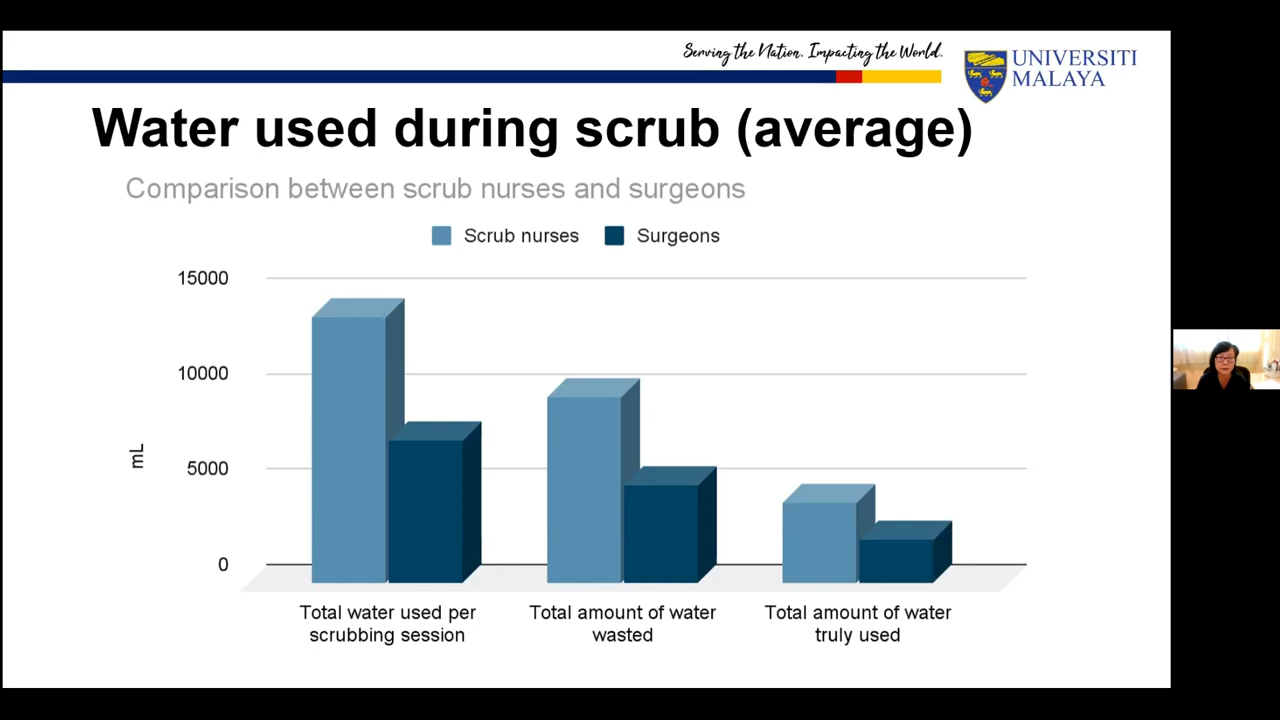 Serving the Nation. Impacting the World.
UNIVERSITI
MALAYA
Water used during scrub (average)
Comparison between scrub nurses and surgeons
Scrub nurses
Surgeons
15000
10000
5000
0
mL
Total water used per
scrubbing session
Total amount of water
wasted
Total amount of water
truly used